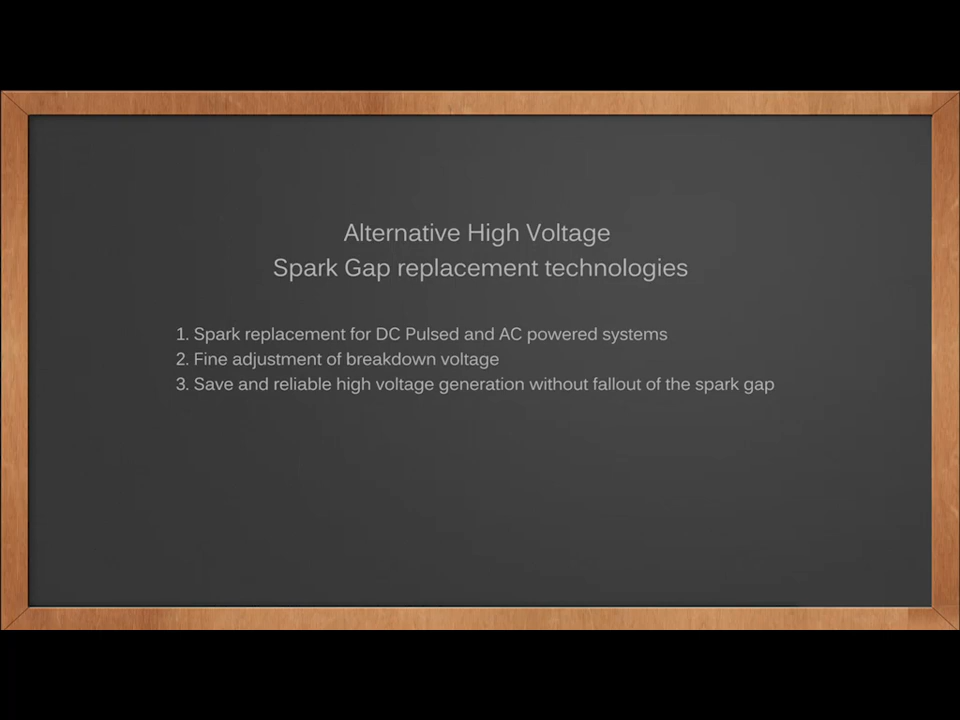 Alternative High Voltage
Spark Gap replacement technologies
1. Spark replacement for DC Pulsed and AC powered systems
2. Fine adjustment of breakdown voltage
3. Save and reliable high voltage generation without fallout of the spark gap